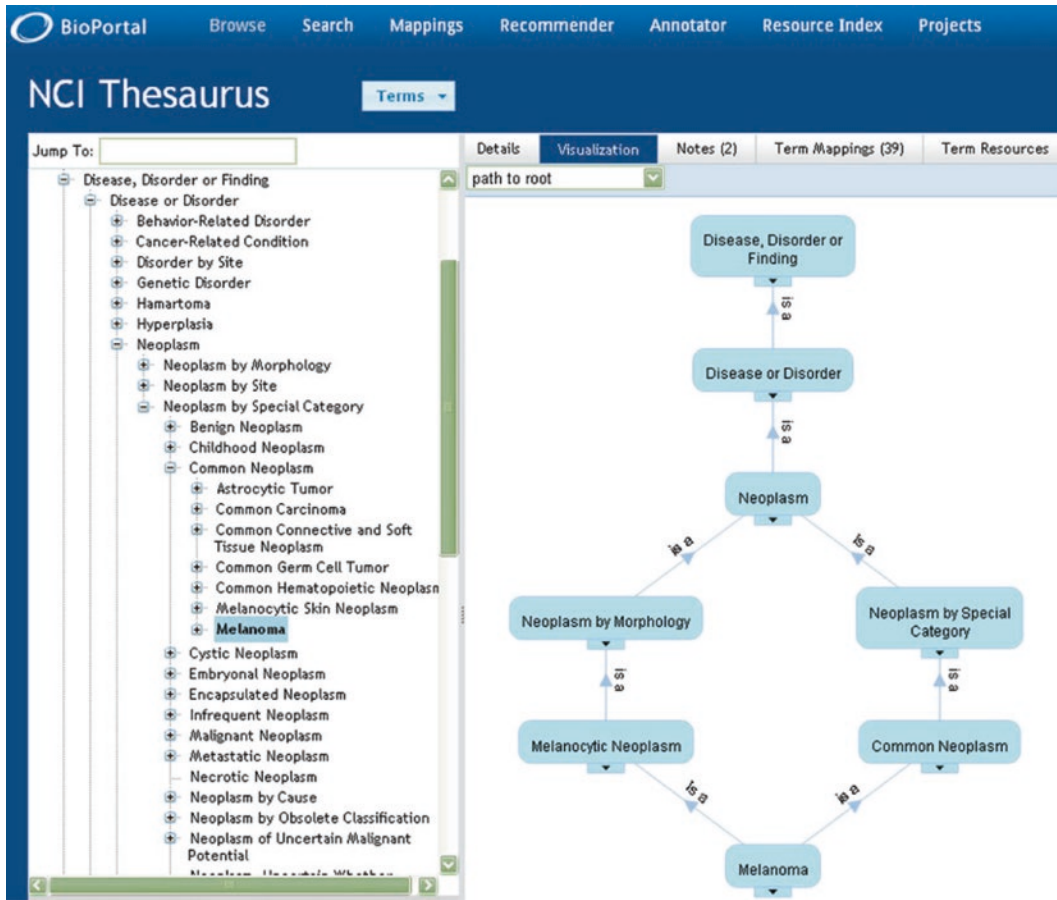 BioPortal Browse Search Mappings Recommender Annotator Resource Index Projects
NCI Thesaurus Terms
Jump To:
Disease, Disorder or Finding
Disease or Disorder
Behavior-Related Disorder
Cancer-Related Condition
Disorder by Site
Genetic Disorder
Hamartoma
Hyperplasia
Neoplasm
Neoplasm by Morphology
Neoplasm by Site
Neoplasm by Special Category
Benign Neoplasm
Childhood Neoplasm
Common Neoplasm
Astrocytic Tumor
Common Carcinoma
Common Connective and Soft
Tissue Neoplasm
Common Germ Cell Tumor
Common Hematopoietic Neoplasm
Melanocytic Skin Neoplasm
Melanoma
Cystic Neoplasm
Embryonal Neoplasm
Encapsulated Neoplasm
Infrequent Neoplasm
Malignant Neoplasm
Metastatic Neoplasm
Necrotic Neoplasm
Neoplasm by Cause
Neoplasm by Obsolete Classification
Neoplasm of Uncertain Malignant
Potential
Neoplasm, Uncertain Whether
Details Visualization Notes (2) Term Mappings (39) Term Resources
path to root
Disease, Disorder or
Finding
is a
Disease or Disorder
is a
Neoplasm
is a is a
Neoplasm by Morphology
Neoplasm by Special
Category
is a is a
Melanocytic Neoplasm Common Neoplasm
is a is a
Melanoma